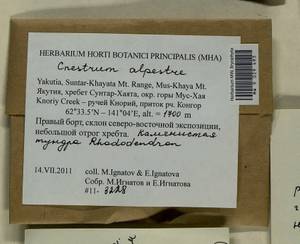 HERBARIUM HORTI BOTANICI PRINCIPALIS (MHA)
Cnestrum alpestre
Yakutia, Suntar-Khayata Mt. Range, Mus-Khaya Mt.
Якутия, хребет Сунтар-Хаята, окр. горы Мус-Хая
Knoriy Creek – ручей Кнорий, приток рч. Конгор
62°33.5'N – 141°04'E, alt. ~ 1700 m
Правый борт, склон северо-восточной экспозиции,
небольшой отрог хребта. Каменистая
тундра Rhododendron
14.VII.2011
coll. M.Ignatov & E.Ignatova
Собр. М.Игнатов и Е.Игнатова
#11- 3228